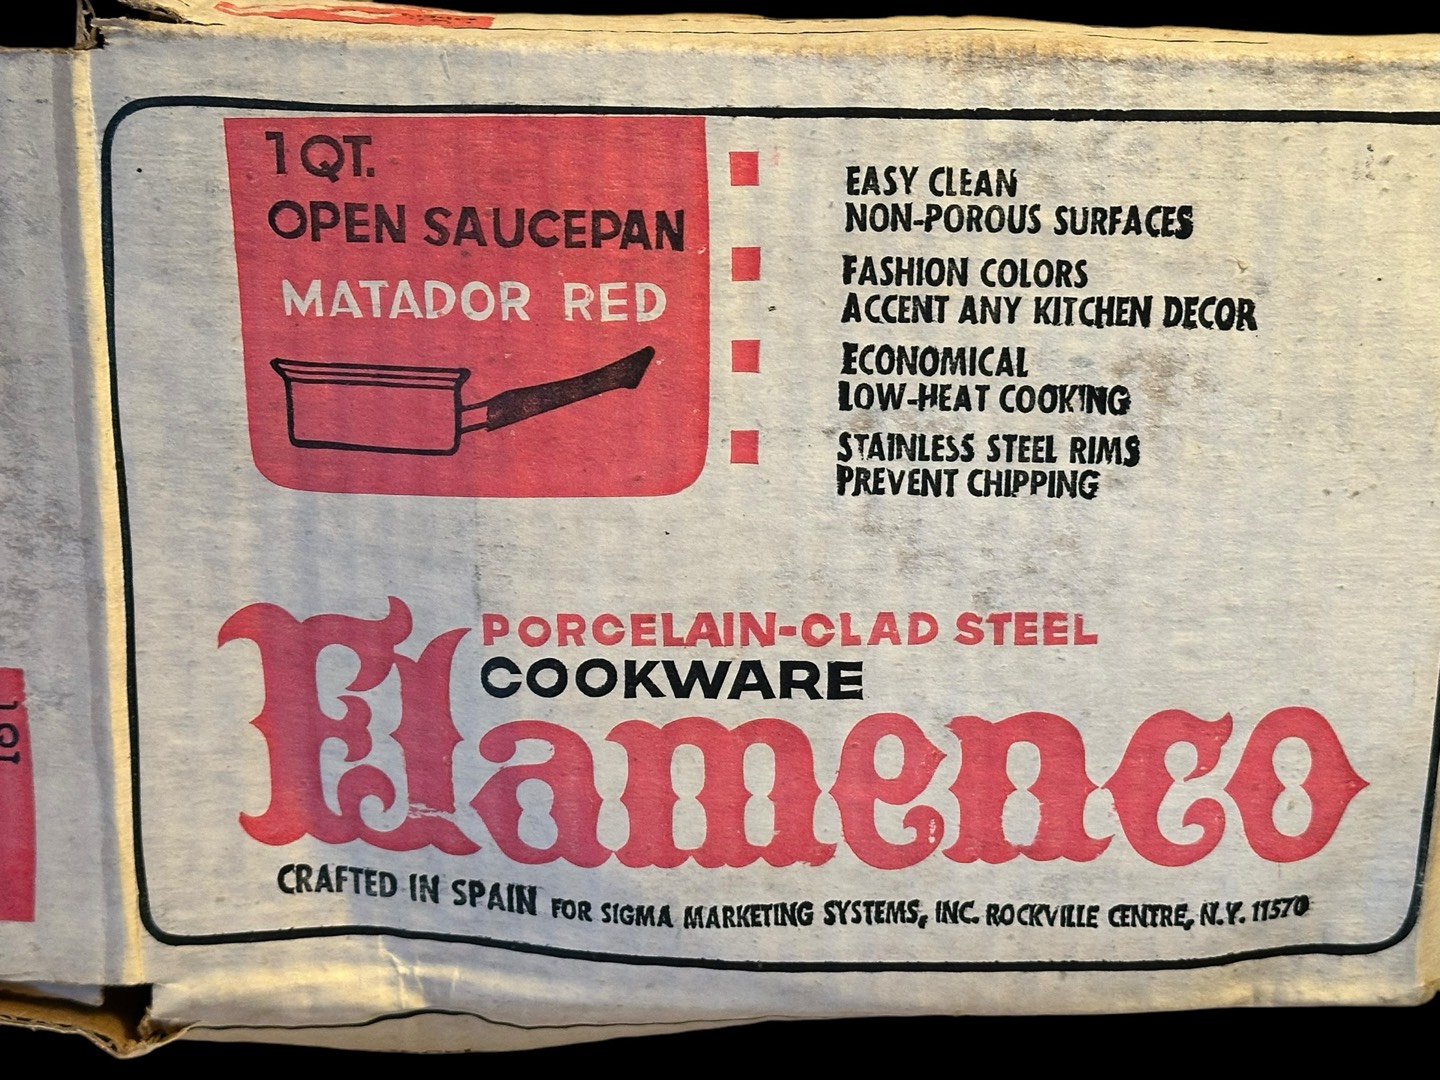 1 QT.
OPEN SAUCEPAN
MATADOR RED
EASY CLEAN
NON-POROUS SURFACES
FASHION COLORS
ACCENT ANY KITCHEN DECOR
ECONOMICAL
LOW-HEAT COOKING
STAINLESS STEEL RIMS
PREVENT CHIPPING
PORCELAIN-CLAD STEEL
COOKWARE
Flamenco
CRAFTED IN SPAIN FOR SIGMA MARKETING SYSTEMS, INC. ROCKVILLE CENTRE, N.Y. 11570